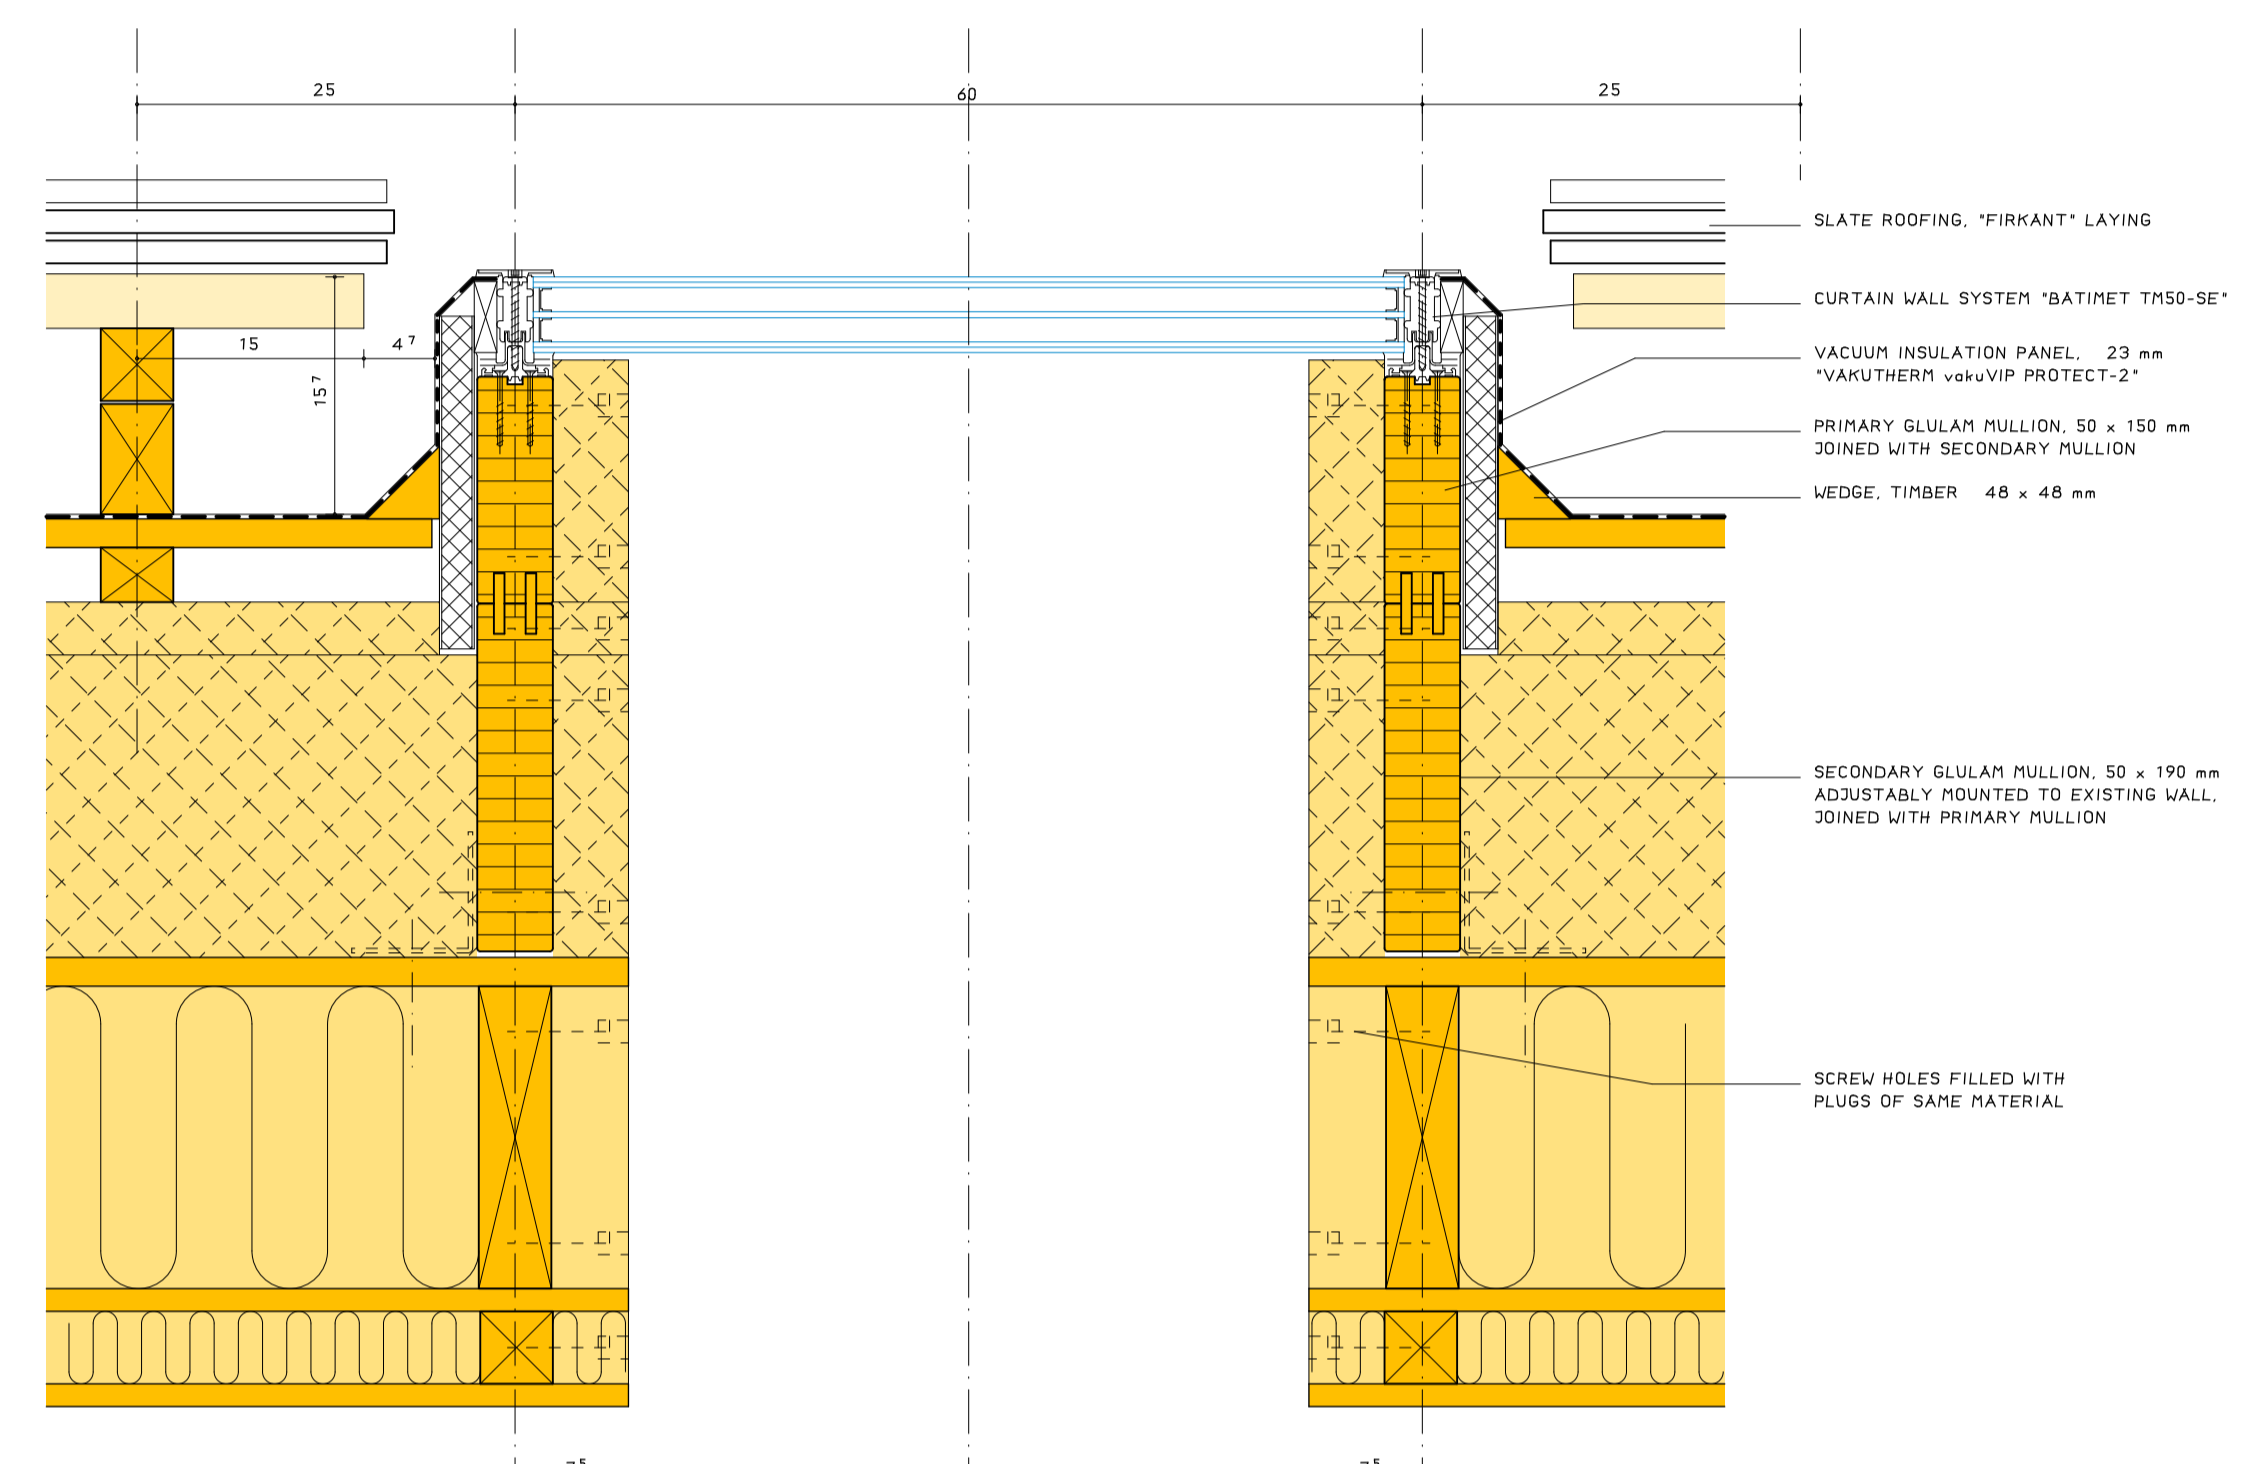 25
60
25
SLATE ROOFING, "FIRKANT" LAYING
CURTAIN WALL SYSTEM "BATIMET TM50-SE"
15
4⁷
15⁷
VACUUM INSULATION PANEL, 23 mm
"VAKUTHERM vakuVIP PROTECT-2"
PRIMARY GLULAM MULLION, 50 x 150 mm
JOINED WITH SECONDARY MULLION
WEDGE, TIMBER 48 x 48 mm
SECONDARY GLULAM MULLION, 50 x 190 mm
ADJUSTABLY MOUNTED TO EXISTING WALL,
JOINED WITH PRIMARY MULLION
SCREW HOLES FILLED WITH
PLUGS OF SAME MATERIAL